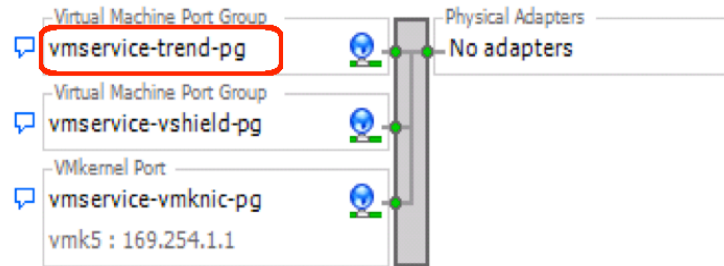 Virtual Machine Port Group
vmservice-trend-pg
Physical Adapters
No adapters
Virtual Machine Port Group
vmservice-vshield-pg
VMkernel Port
vmservice-vmknic-pg
vmk5 : 169.254.1.1